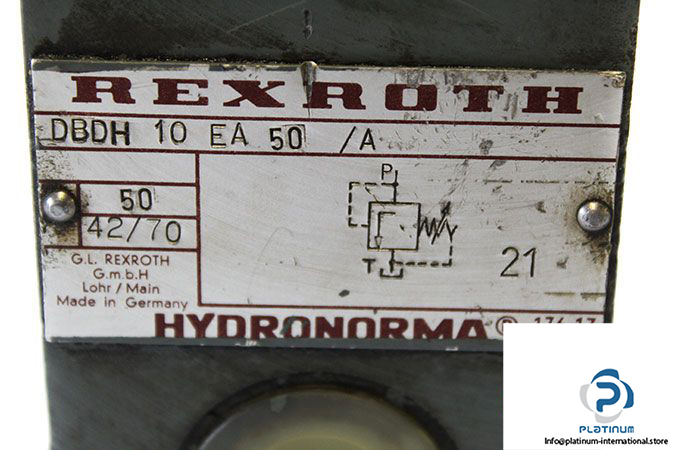 REXROTH
DBDH 10 EA 50 /A
50
42/70
G.L. REXROTH
G.m.b.H
Lohr / Main
Made in Germany
P
T
21
HYDRONORMA ®
PLATINUM
info@platinum-international.store